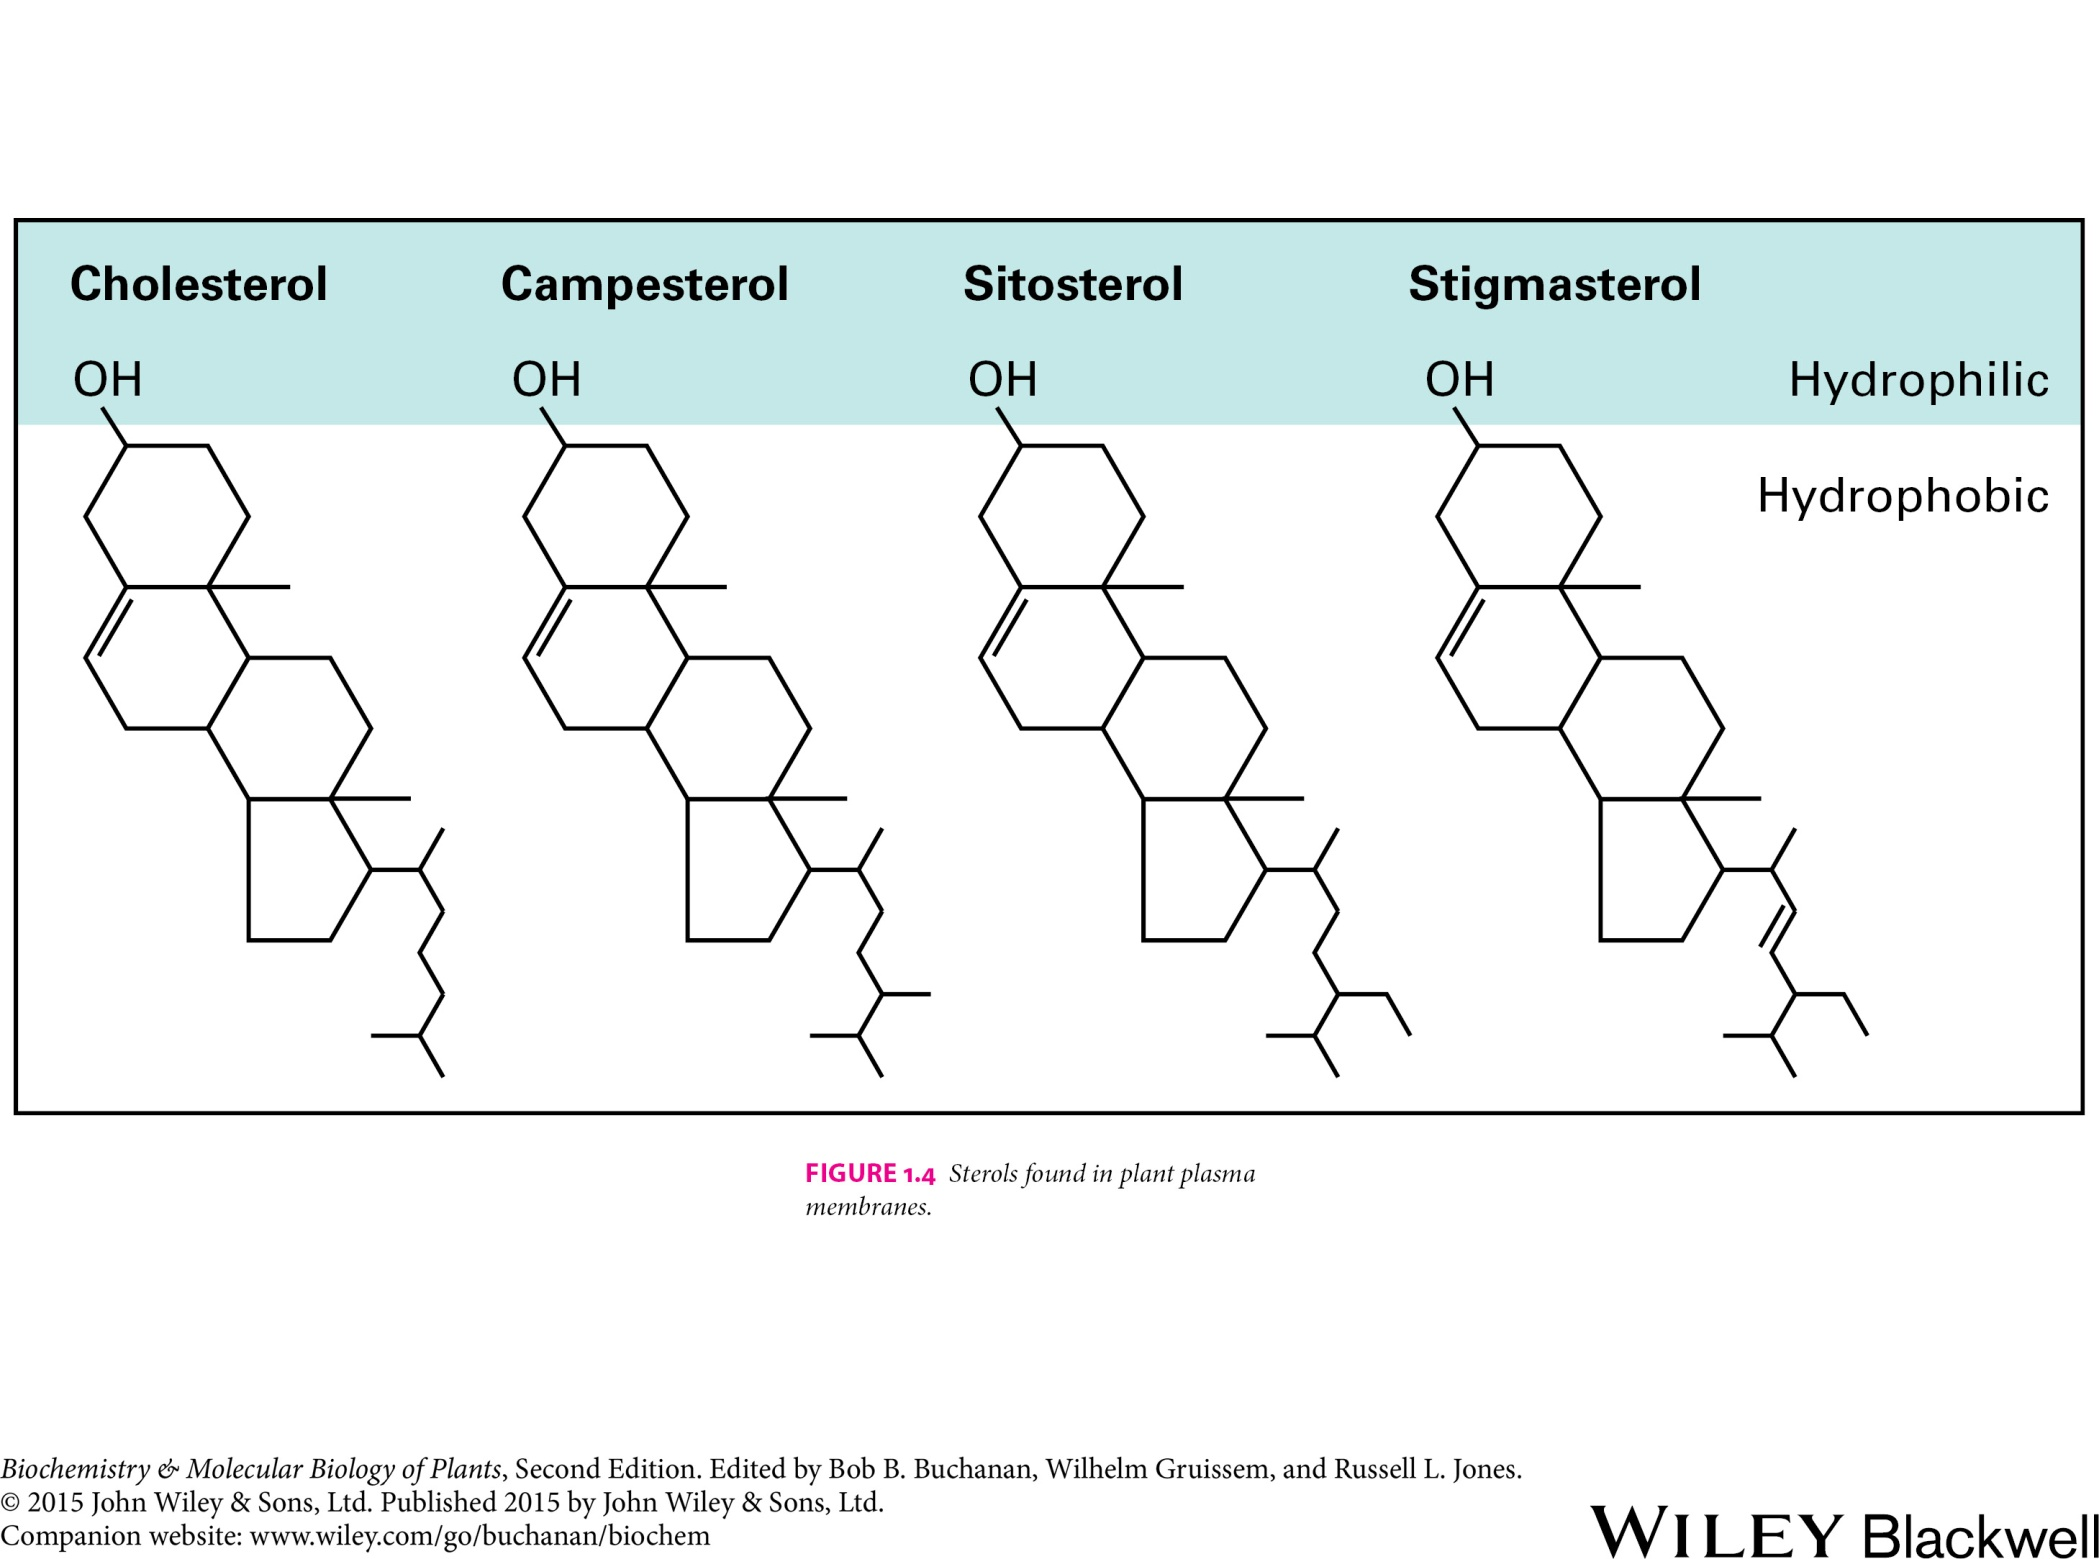 Cholesterol Campesterol Sitosterol Stigmasterol
OH OH OH OH Hydrophilic
Hydrophobic
FIGURE 1.4 Sterols found in plant plasma
membranes.
Biochemistry & Molecular Biology of Plants, Second Edition. Edited by Bob B. Buchanan, Wilhelm Gruissem, and Russell L. Jones.
© 2015 John Wiley & Sons, Ltd. Published 2015 by John Wiley & Sons, Ltd.
Companion website: www.wiley.com/go/buchanan/biochem
WILEY Blackwell